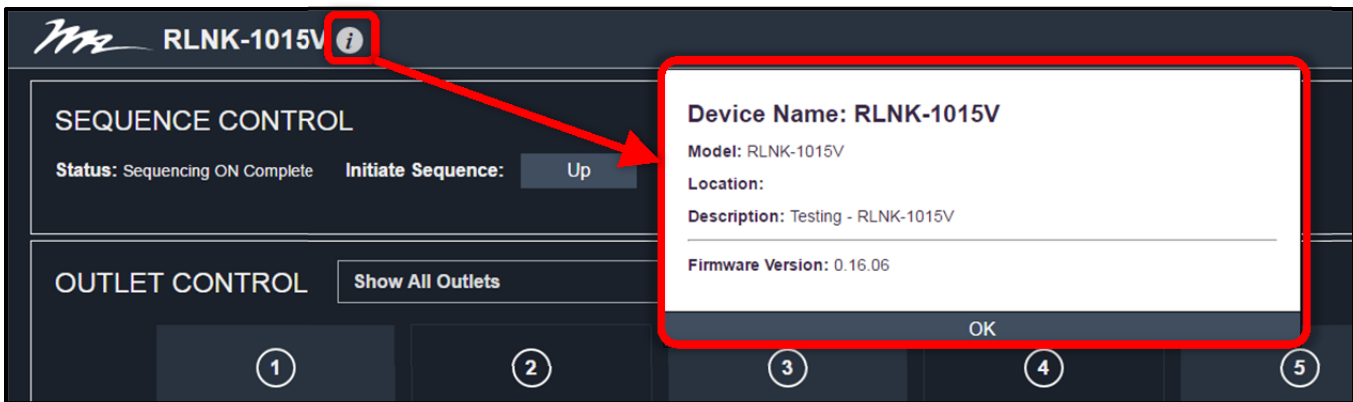 RLNK-1015V i
SEQUENCE CONTROL
Status: Sequencing ON Complete Initiate Sequence: Up
Device Name: RLNK-1015V
Model: RLNK-1015V
Location:
Description: Testing - RLNK-1015V
Firmware Version: 0.16.06
OK
OUTLET CONTROL Show All Outlets
1 2 3 4 5